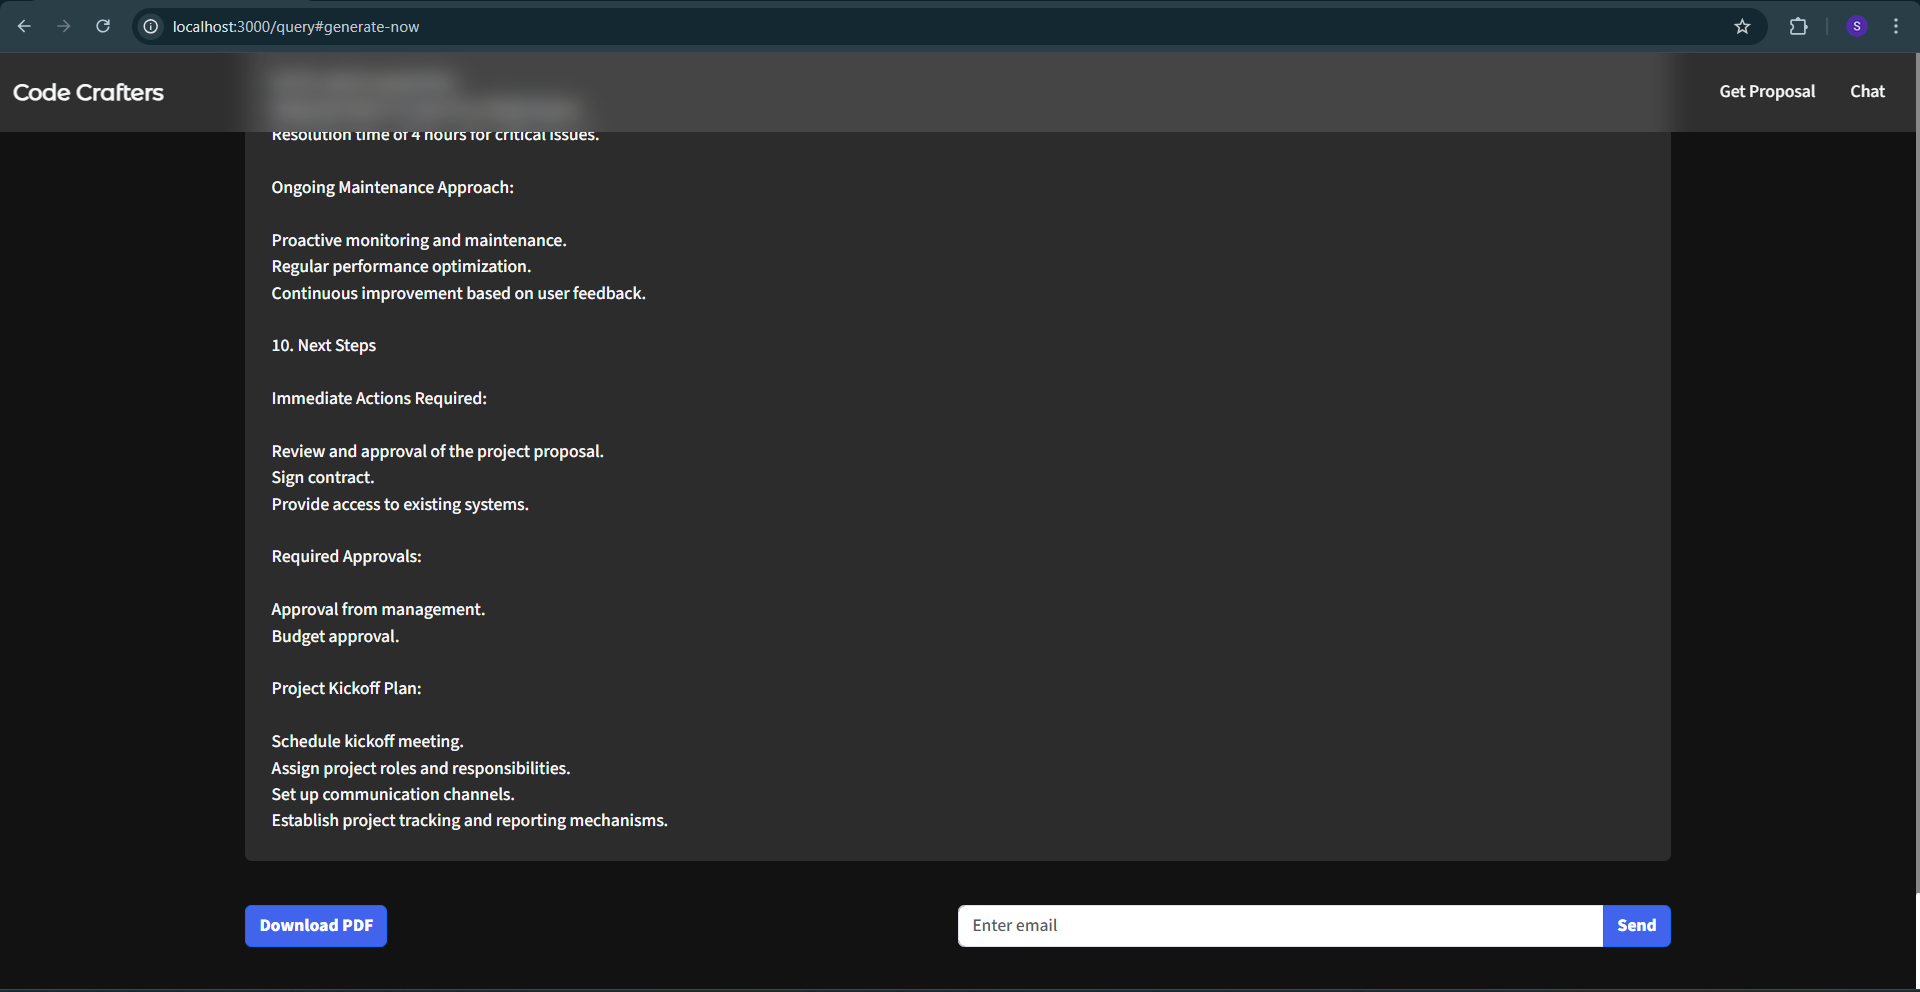 localhost:3000/query#generate-now
S
Code Crafters
Get Proposal
Chat
Resolution time of 4 hours for critical issues.
Ongoing Maintenance Approach:
Proactive monitoring and maintenance.
Regular performance optimization.
Continuous improvement based on user feedback.
10. Next Steps
Immediate Actions Required:
Review and approval of the project proposal.
Sign contract.
Provide access to existing systems.
Required Approvals:
Approval from management.
Budget approval.
Project Kickoff Plan:
Schedule kickoff meeting.
Assign project roles and responsibilities.
Set up communication channels.
Establish project tracking and reporting mechanisms.
Download PDF
Enter email
Send